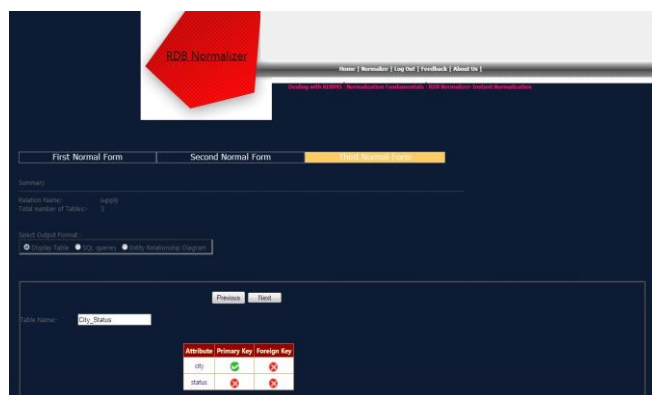 RDB Normalizer
Home | Normalize | Log Out | Feedback | About Us |
Dealing with RDBMS | Normalization Fundamentals | RDB Normalizer Instant Normalization
First Normal Form Second Normal Form Third Normal Form
Summary
Relation Name:- supply
Total number of Tables:- 3
Select Output Format :
Display Table SQL queries Entity Relationship Diagram
Previous Next
Table Name:- City_Status
Attribute Primary Key Foreign Key
city
status